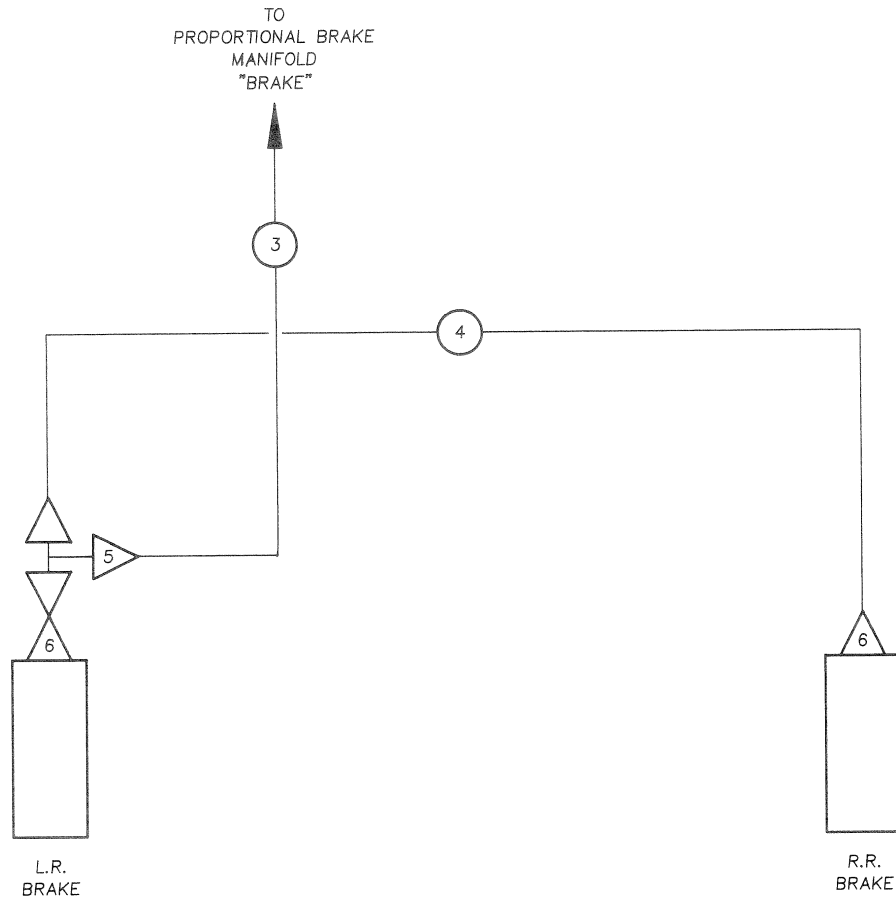 TO
PROPORTIONAL BRAKE
MANIFOLD
"BRAKE"
3
4
5
6
6
L.R.
BRAKE
R.R.
BRAKE